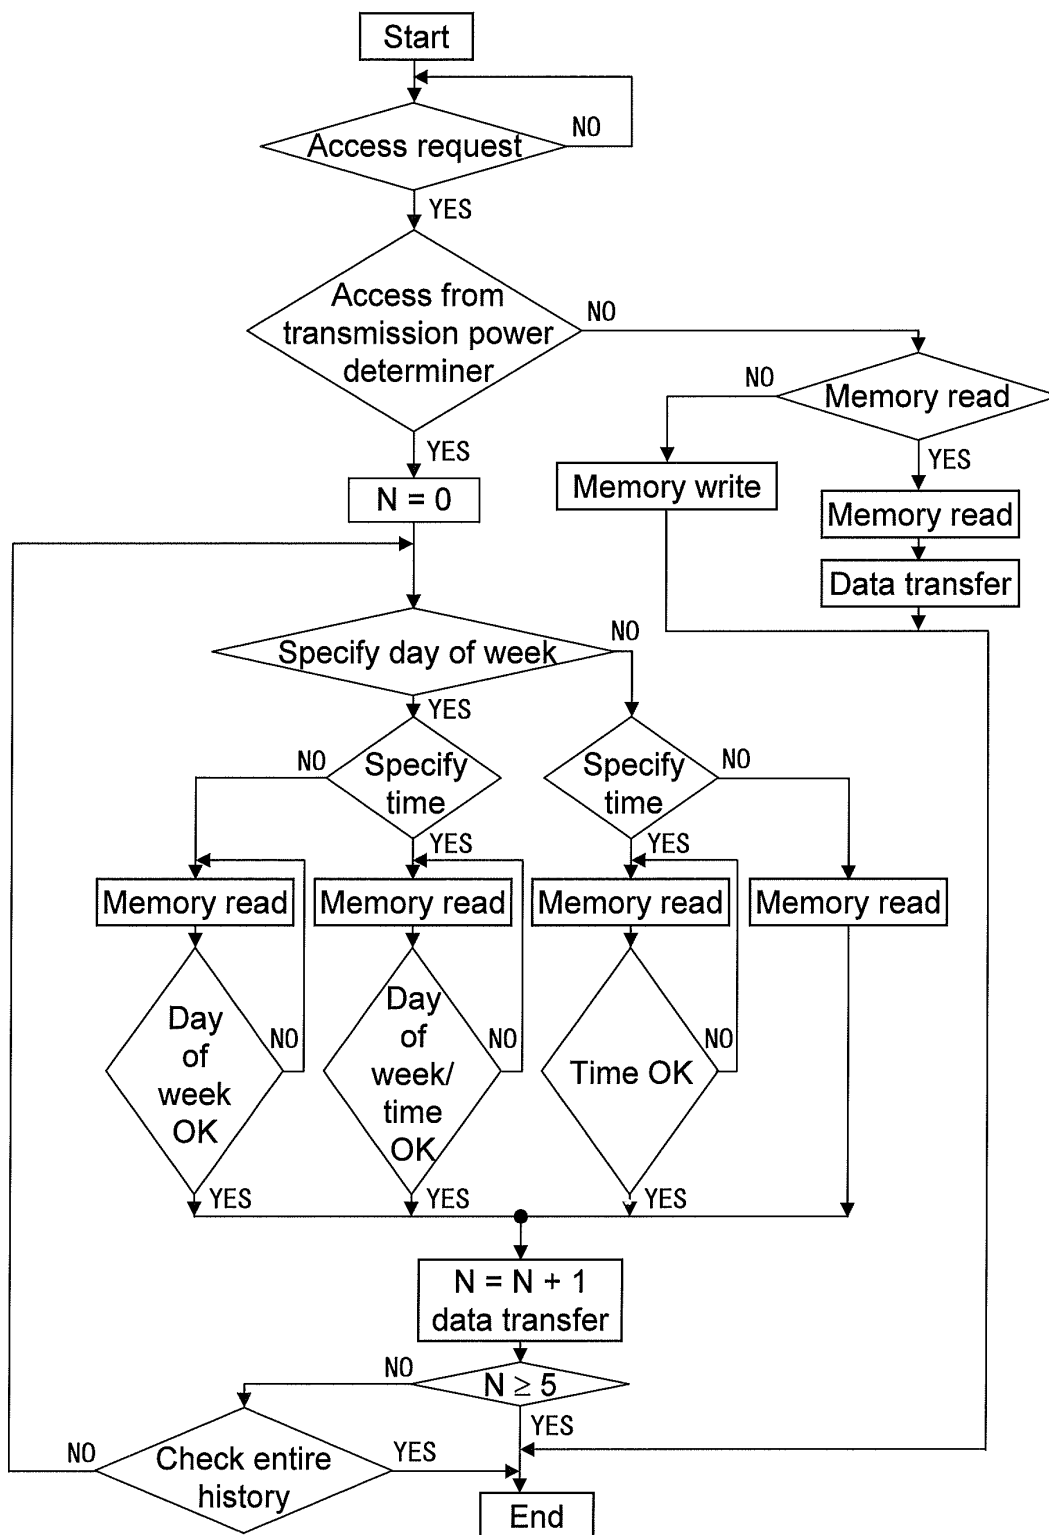 Start
NO
Access request
YES
Access from
transmission power
determiner
NO
NO
Memory read
YES
YES
N = 0
Memory write
Memory read
Data transfer
NO
Specify day of week
YES
NO
Specify
time
Specify
time
NO
YES
YES
Memory read
Memory read
Memory read
Memory read
Day
of
week
OK
NO
Day
of
week/
time
OK
NO
Time OK
NO
YES
YES
YES
N = N + 1
data transfer
NO
N ≥ 5
YES
NO
Check entire
history
YES
End